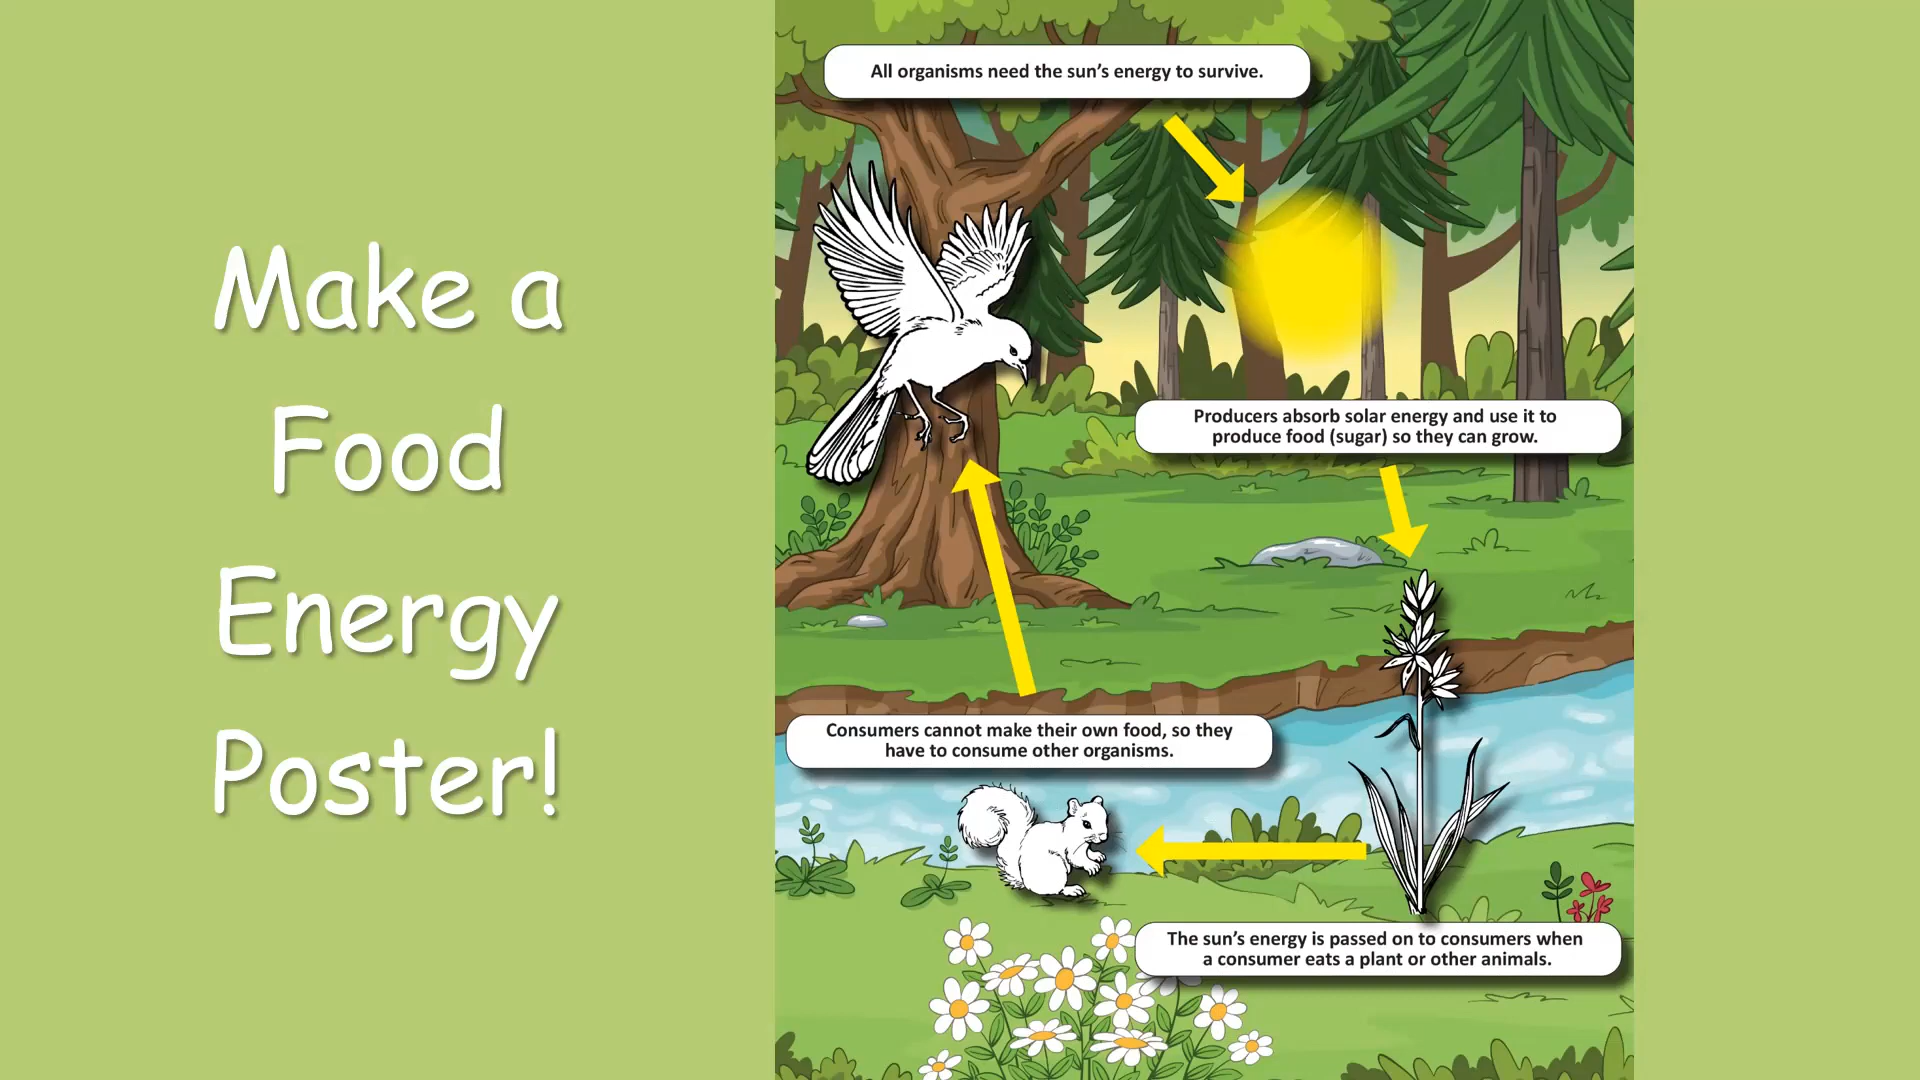 Make a
Food
Energy
Poster!
All organisms need the sun’s energy to survive.
Producers absorb solar energy and use it to
produce food (sugar) so they can grow.
Consumers cannot make their own food, so they
have to consume other organisms.
The sun’s energy is passed on to consumers when
a consumer eats a plant or other animals.